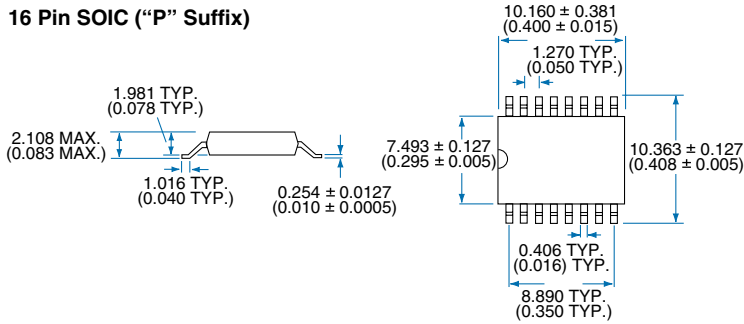 16 Pin SOIC (“P” Suffix)
1.981 TYP.
(0.078 TYP.)
2.108 MAX.
(0.083 MAX.)
1.016 TYP.
(0.040 TYP.)
0.254 ± 0.0127
(0.010 ± 0.0005)
10.160 ± 0.381
(0.400 ± 0.015)
1.270 TYP.
(0.050 TYP.)
7.493 ± 0.127
(0.295 ± 0.005)
10.363 ± 0.127
(0.408 ± 0.005)
0.406 TYP.
(0.016) TYP.
8.890 TYP.
(0.350 TYP.)